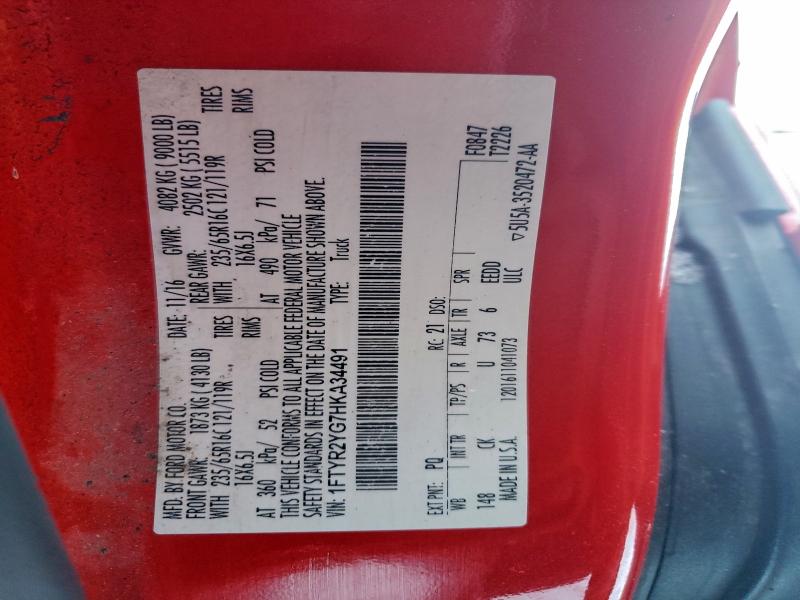 MFD. BY FORD MOTOR CO. DATE: 11/16 GVWR: 4082 KG ( 9000 LB)
FRONT GAWR: 1873 KG ( 4130 LB) REAR GAWR: 2502 KG ( 5515 LB)
WITH 235/65R16C 121/119R TIRES WITH 235/65R16C 121/119R TIRES
16X6.5J RIMS 16X6.5J RIMS
AT 360 kPa/ 52 PSI COLD AT 490 kPa/ 71 PSI COLD
THIS VEHICLE CONFORMS TO ALL APPLICABLE FEDERAL MOTOR VEHICLE
SAFETY STANDARDS IN EFFECT ON THE DATE OF MANUFACTURE SHOWN ABOVE.
VIN: 1FTYR2YG7HKA34491 TYPE: Truck
EXT PNT: PQ RC: 21 DSO: F0847
WB INT TR TP/PS R AXLE TR SPR T2226
148 CK U 73 6 EEDD
MADE IN U.S.A. 1201611041073 ULC ▽5U5A-3520472-AA